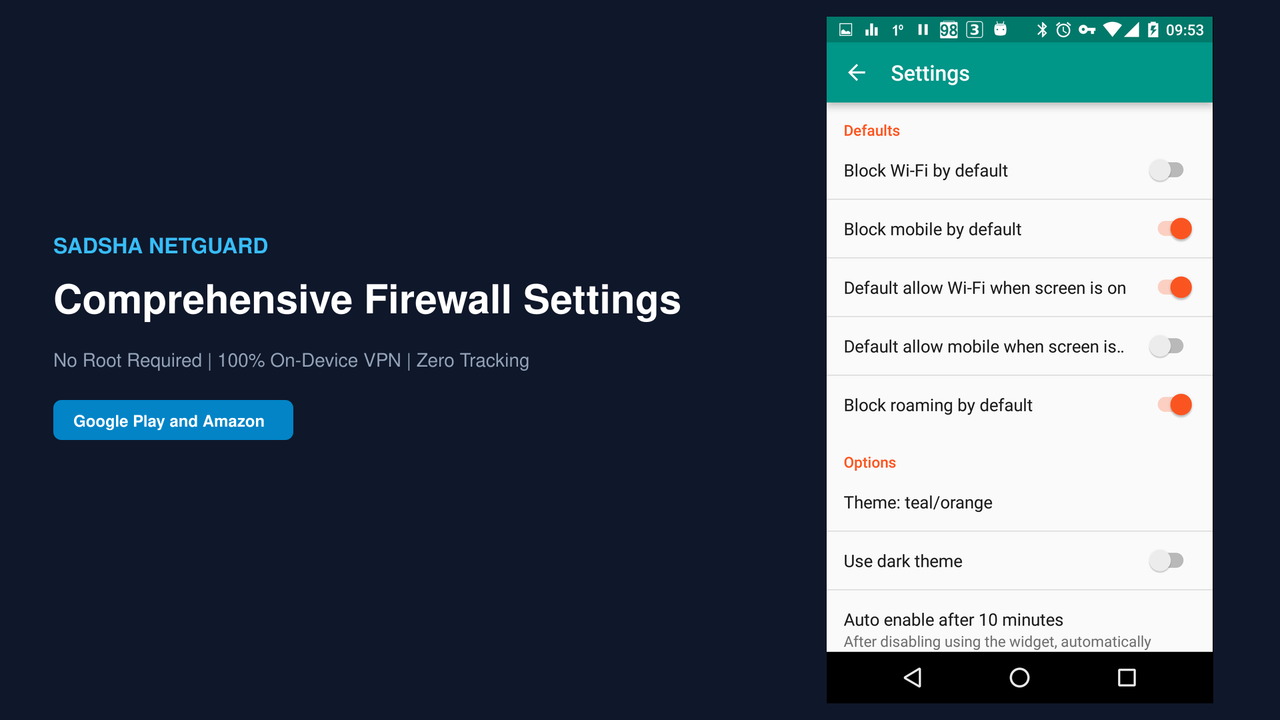 SADSHA NETGUARD
Comprehensive Firewall Settings
No Root Required | 100% On-Device VPN | Zero Tracking
Google Play and Amazon
1° 98 3 09:53
Settings
Defaults
Block Wi-Fi by default
Block mobile by default
Default allow Wi-Fi when screen is on
Default allow mobile when screen is..
Block roaming by default
Options
Theme: teal/orange
Use dark theme
Auto enable after 10 minutes
After disabling using the widget, automatically